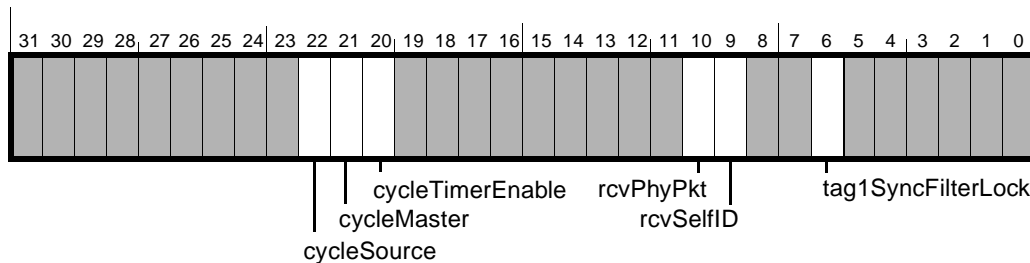 31 30 29 28 27 26 25 24 23 22 21 20 19 18 17 16 15 14 13 12 11 10 9 8 7 6 5 4 3 2 1 0
cycleTimerEnable rcvPhyPkt tag1SyncFilterLock
cycleMaster rcvSelfID
cycleSource